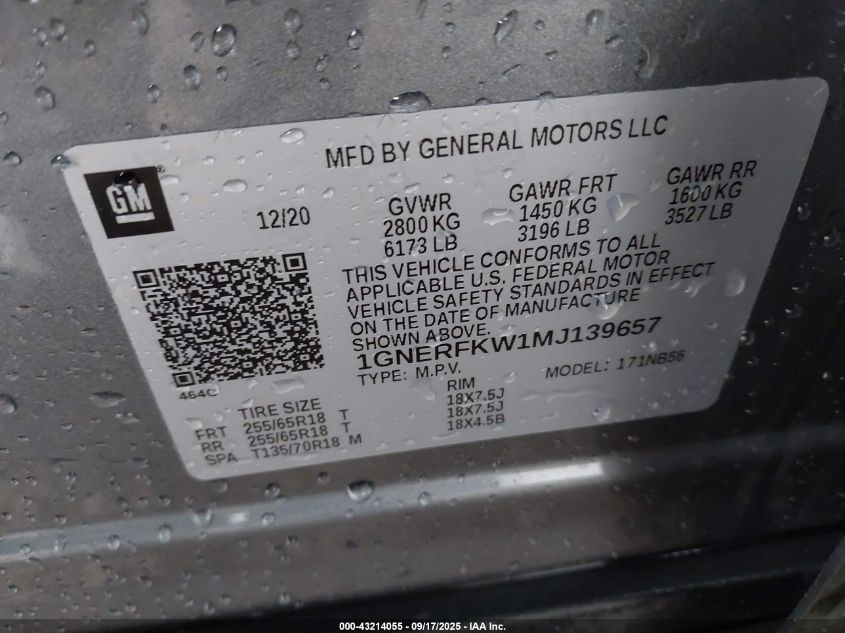 MFD BY GENERAL MOTORS LLC
GM
®
12/20
GVWR
2800 KG
6173 LB
GAWR FRT
1450 KG
3196 LB
GAWR RR
1600 KG
3527 LB
THIS VEHICLE CONFORMS TO ALL
APPLICABLE U.S. FEDERAL MOTOR
VEHICLE SAFETY STANDARDS IN EFFECT
ON THE DATE OF MANUFACTURE
SHOWN ABOVE.
1GNERFKW1MJ139657
TYPE: M.P.V.
MODEL: 171NB56
464C
TIRE SIZE
RIM
FRT 255/65R18 T 18X7.5J
RR 255/65R18 T 18X7.5J
SPA T135/70R18 M 18X4.5B
000-43214055 - 09/17/2025 - IAA Inc.